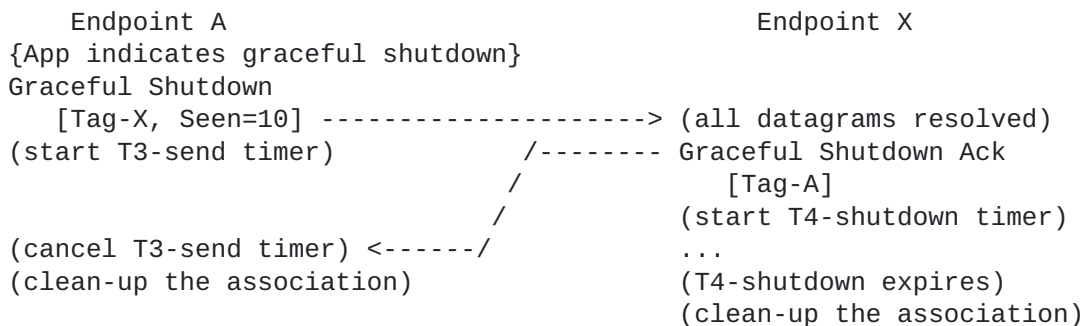 Endpoint A                                Endpoint X
{App indicates graceful shutdown}
Graceful Shutdown
   [Tag-X, Seen=10] ---------------------> (all datagrams resolved)
(start T3-send timer)            /-------- Graceful Shutdown Ack
                                /             [Tag-A]
                               /           (start T4-shutdown timer)
(cancel T3-send timer) <------/            ...
(clean-up the association)                 (T4-shutdown expires)
                                           (clean-up the association)